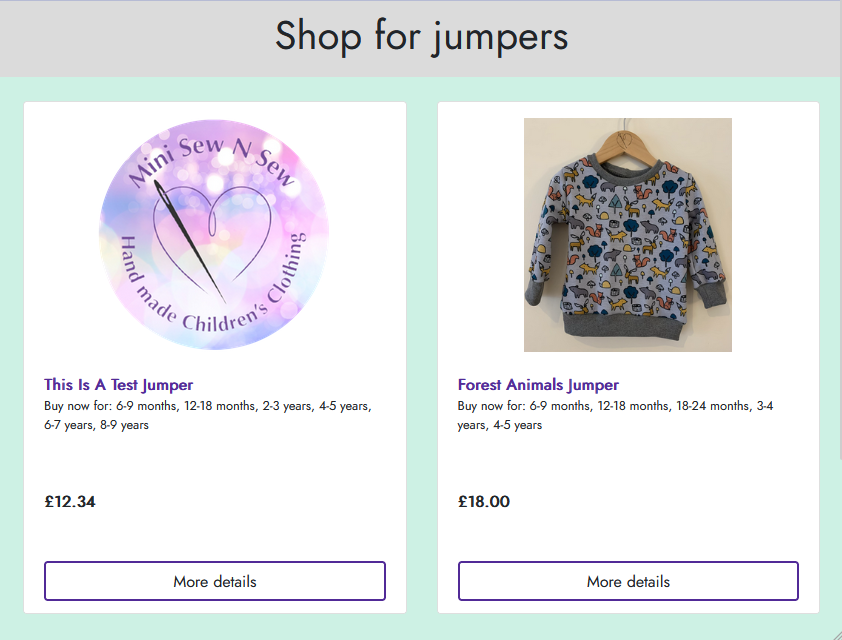 Shop for jumpers
Mini Sew N Sew
Hand made Children's Clothing
This Is A Test Jumper
Buy now for: 6-9 months, 12-18 months, 2-3 years, 4-5 years,
6-7 years, 8-9 years
£12.34
More details
Forest Animals Jumper
Buy now for: 6-9 months, 12-18 months, 18-24 months, 3-4
years, 4-5 years
£18.00
More details